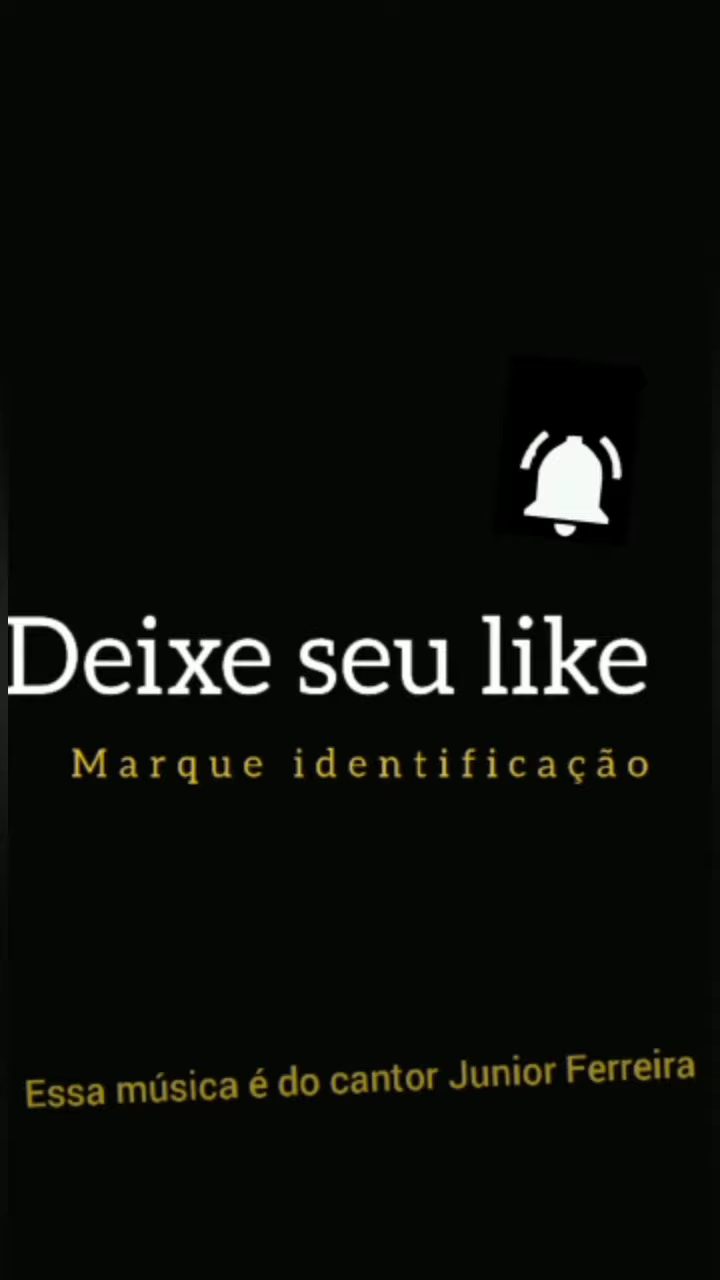 Deixe seu like
Marque identificação
Essa música é do cantor Junior Ferreira